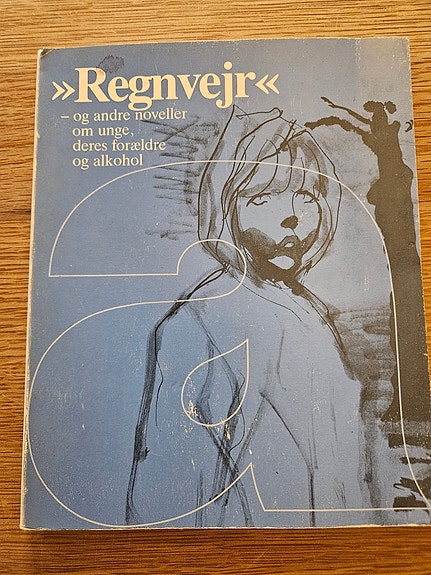 »Regnvejr«
– og andre noveller
om unge,
deres forældre
og alkohol
a